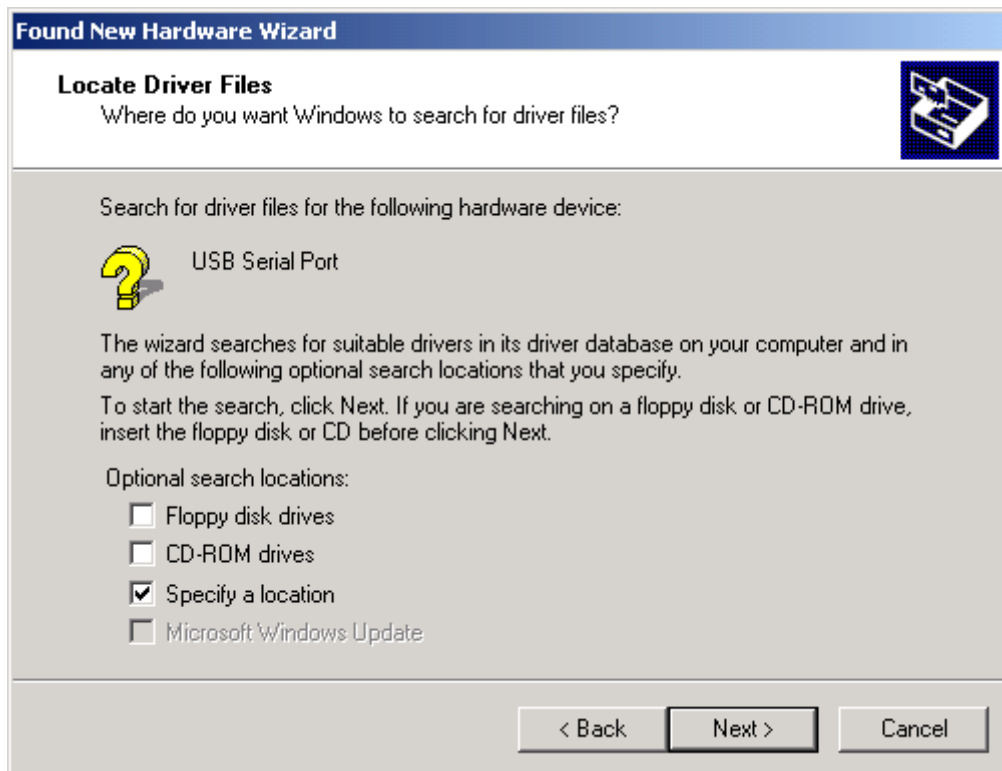 Found New Hardware Wizard
Locate Driver Files
Where do you want Windows to search for driver files?
Search for driver files for the following hardware device:
USB Serial Port
The wizard searches for suitable drivers in its driver database on your computer and in
any of the following optional search locations that you specify.
To start the search, click Next. If you are searching on a floppy disk or CD-ROM drive,
insert the floppy disk or CD before clicking Next.
Optional search locations:
Floppy disk drives
CD-ROM drives
Specify a location
Microsoft Windows Update
< Back Next > Cancel